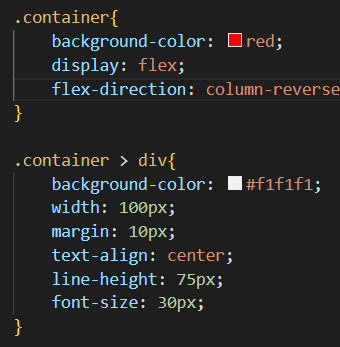 .container{
background-color: red;
display: flex;
flex-direction: column-reverse
}
.container > div{
background-color: #f1f1f1;
width: 100px;
margin: 10px;
text-align: center;
line-height: 75px;
font-size: 30px;
}